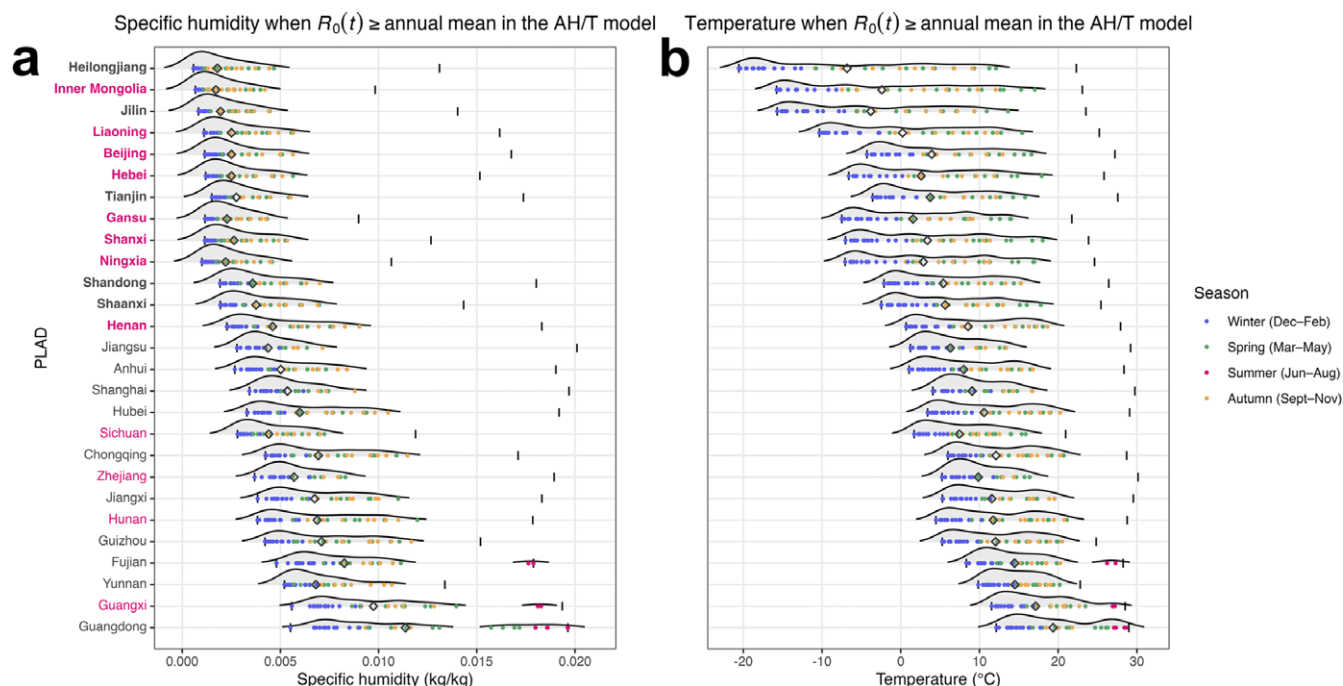 Specific humidity when R₀(t) ≥ annual mean in the AH/T model
Temperature when R₀(t) ≥ annual mean in the AH/T model
a
b
PLAD
Heilongjiang
Inner Mongolia
Jilin
Liaoning
Beijing
Hebei
Tianjin
Gansu
Shanxi
Ningxia
Shandong
Shaanxi
Henan
Jiangsu
Anhui
Shanghai
Hubei
Sichuan
Chongqing
Zhejiang
Jiangxi
Hunan
Guizhou
Fujian
Yunnan
Guangxi
Guangdong
0.000 0.005 0.010 0.015 0.020
Specific humidity (kg/kg)
-20 -10 0 10 20 30
Temperature (°C)
Season
Winter (Dec–Feb)
Spring (Mar–May)
Summer (Jun–Aug)
Autumn (Sept–Nov)